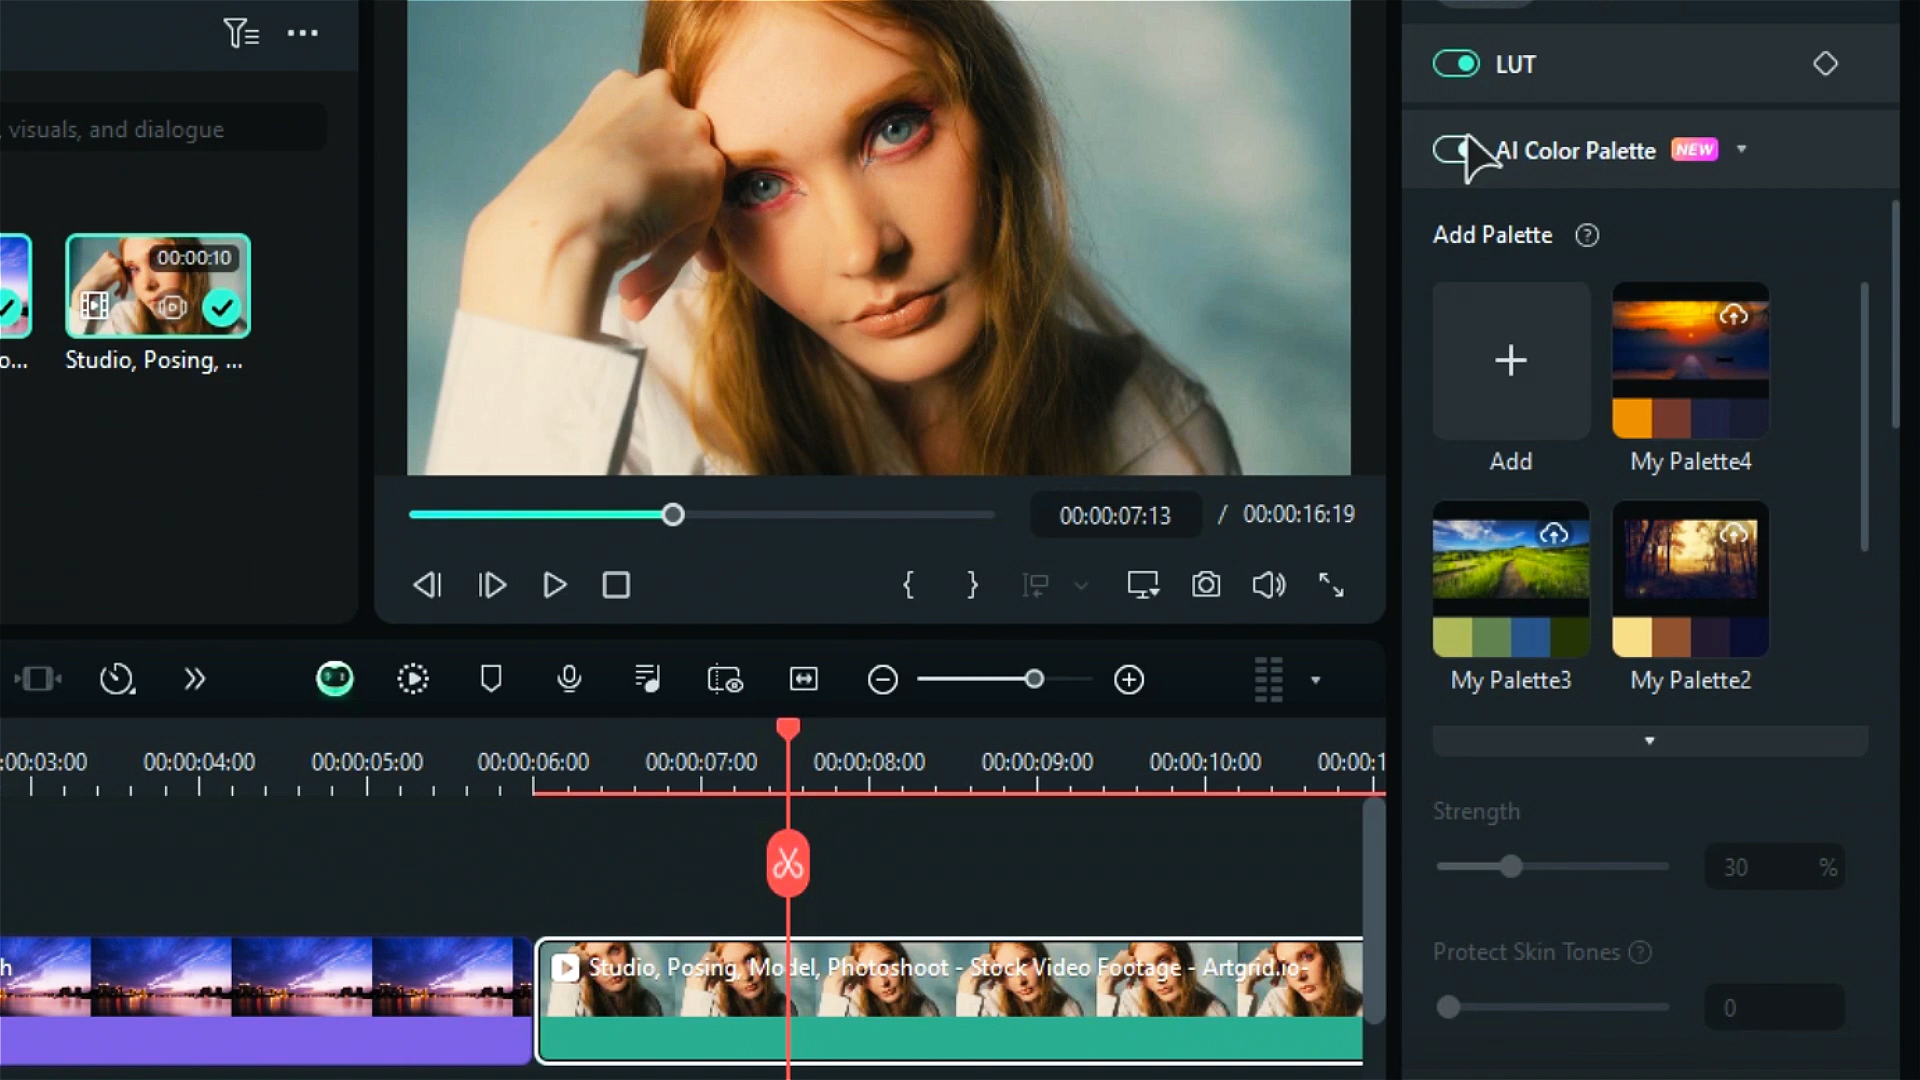 , visuals, and dialogue
00:00:10
o...
Studio, Posing, ...
00:00:07:13 / 00:00:16:19
LUT
AI Color Palette NEW
Add Palette
Add
My Palette4
My Palette3
My Palette2
Strength
30 %
Protect Skin Tones
0
:00:03:00 00:00:04:00 00:00:05:00 00:00:06:00 00:00:07:00 00:00:08:00 00:00:09:00 00:00:10:00 00:00:1
h
Studio, Posing, Model, Photoshoot - Stock Video Footage - Artgrid.io-